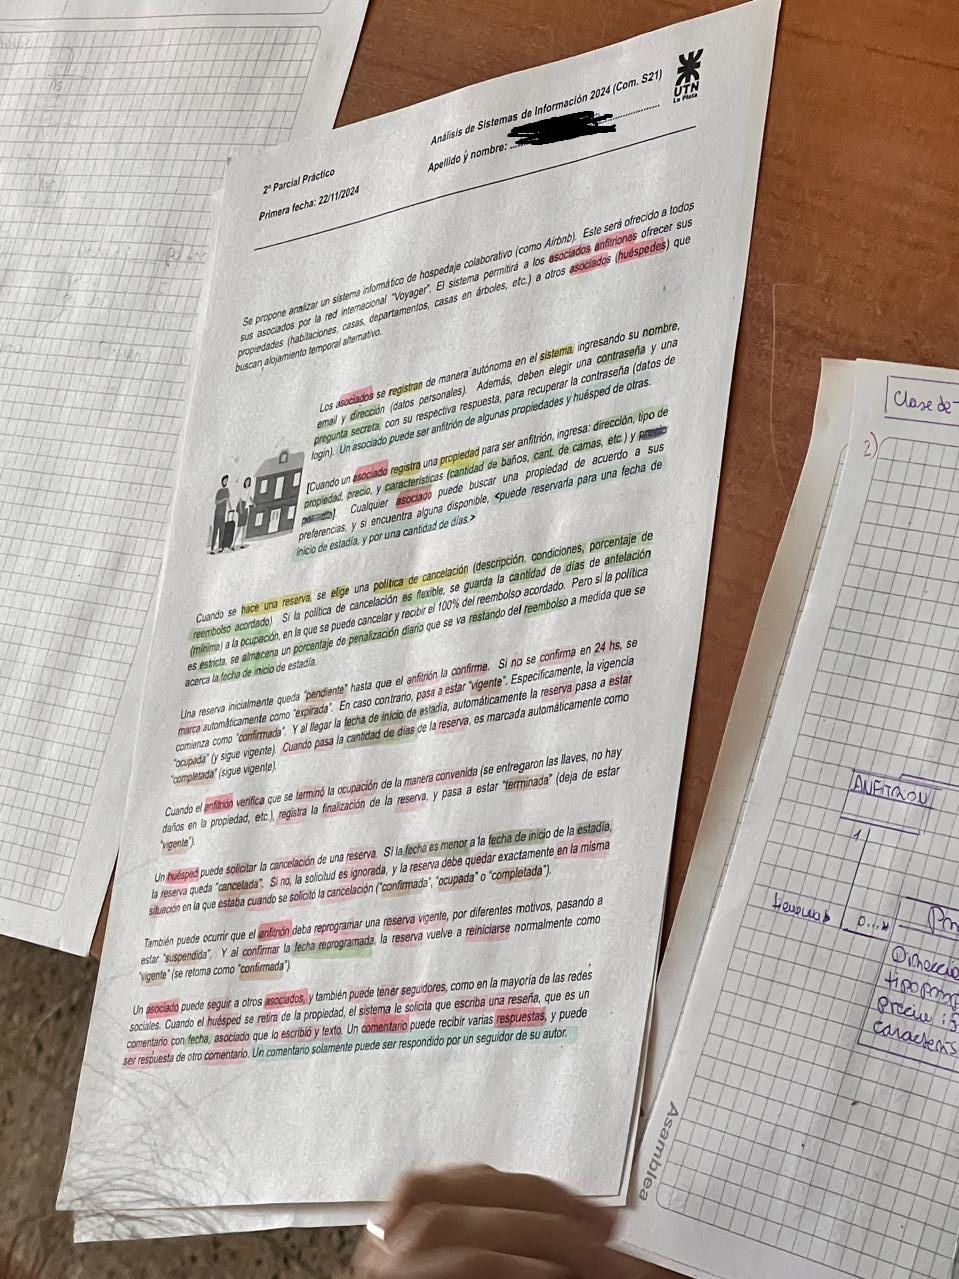 2º Parcial Práctico
Análisis de Sistemas de Información 2024 (Com. S21)
UTN
La Plata
Primera fecha: 22/11/2024
Apellido y nombre:
Se propone analizar un sistema informático de hospedaje colaborativo (como Airbnb). Este será ofrecido a todos
sus asociados por la red internacional "Voyager". El sistema permitirá a los asociados anfitriones ofrecer sus
propiedades (habitaciones, casas, departamentos, casas en árboles, etc.) a otros asociados (huéspedes) que
buscan alojamiento temporal alternativo.
Los asociados se registran de manera autónoma en el sistema, ingresando su nombre,
email y dirección (datos personales). Además, deben elegir una contraseña y una
pregunta secreta, con su respectiva respuesta, para recuperar la contraseña (datos de
login). Un asociado puede ser anfitrión de algunas propiedades y huésped de otras.
[Cuando un asociado registra una propiedad para ser anfitrión, ingresa: dirección, tipo de
propiedad, precio, y características (cantidad de baños, cant. de camas, etc.) y precio
por día] Cualquier asociado puede buscar una propiedad de acuerdo a sus
preferencias, y si encuentra alguna disponible, <puede reservarla para una fecha de
inicio de estadía, y por una cantidad de días.>
Cuando se hace una reserva, se elige una política de cancelación (descripción, condiciones, porcentaje de
reembolso acordado). Si la política de cancelación es flexible, se guarda la cantidad de días de antelación
(mínima) a la ocupación, en la que se puede cancelar y recibir el 100% del reembolso acordado. Pero si la política
es estricta, se almacena un porcentaje de penalización diario que se va restando del reembolso a medida que se
acerca la fecha de inicio de estadía.
Una reserva inicialmente queda "pendiente" hasta que el anfitrión la confirme. Si no se confirma en 24 hs, se
marca automáticamente como "expirada". En caso contrario, pasa a estar "vigente". Específicamente, la vigencia
comienza como "confirmada". Y al llegar la fecha de inicio de estadía, automáticamente la reserva pasa a estar
"ocupada" (y sigue vigente). Cuando pasa la cantidad de días de la reserva, es marcada automáticamente como
"completada" (sigue vigente).
Cuando el anfitrión verifica que se terminó la ocupación de la manera convenida (se entregaron las llaves, no hay
daños en la propiedad, etc.), registra la finalización de la reserva, y pasa a estar "terminada" (deja de estar
"vigente").
Un huésped puede solicitar la cancelación de una reserva. Si la fecha es menor a la fecha de inicio de la estadía,
la reserva queda "cancelada". Si no, la solicitud es ignorada, y la reserva debe quedar exactamente en la misma
situación en la que estaba cuando se solicitó la cancelación ("confirmada", "ocupada" o "completada").
También puede ocurrir que el anfitrión deba reprogramar una reserva vigente, por diferentes motivos, pasando a
estar "suspendida". Y al confirmar la fecha reprogramada, la reserva vuelve a reiniciarse normalmente como
"vigente" (se retoma como "confirmada").
Un asociado puede seguir a otros asociados, y también puede tener seguidores, como en la mayoría de las redes
sociales. Cuando el huésped se retira de la propiedad, el sistema le solicita que escriba una reseña, que es un
comentario con fecha, asociado que lo escribió y texto. Un comentario puede recibir varias respuestas, y puede
ser respuesta de otro comentario. Un comentario solamente puede ser respondido por un seguidor de su autor.
Clase de
2)
ANFITRION
1
0...*
Direccio
tipoprop
precio
caracterís
Asamblea